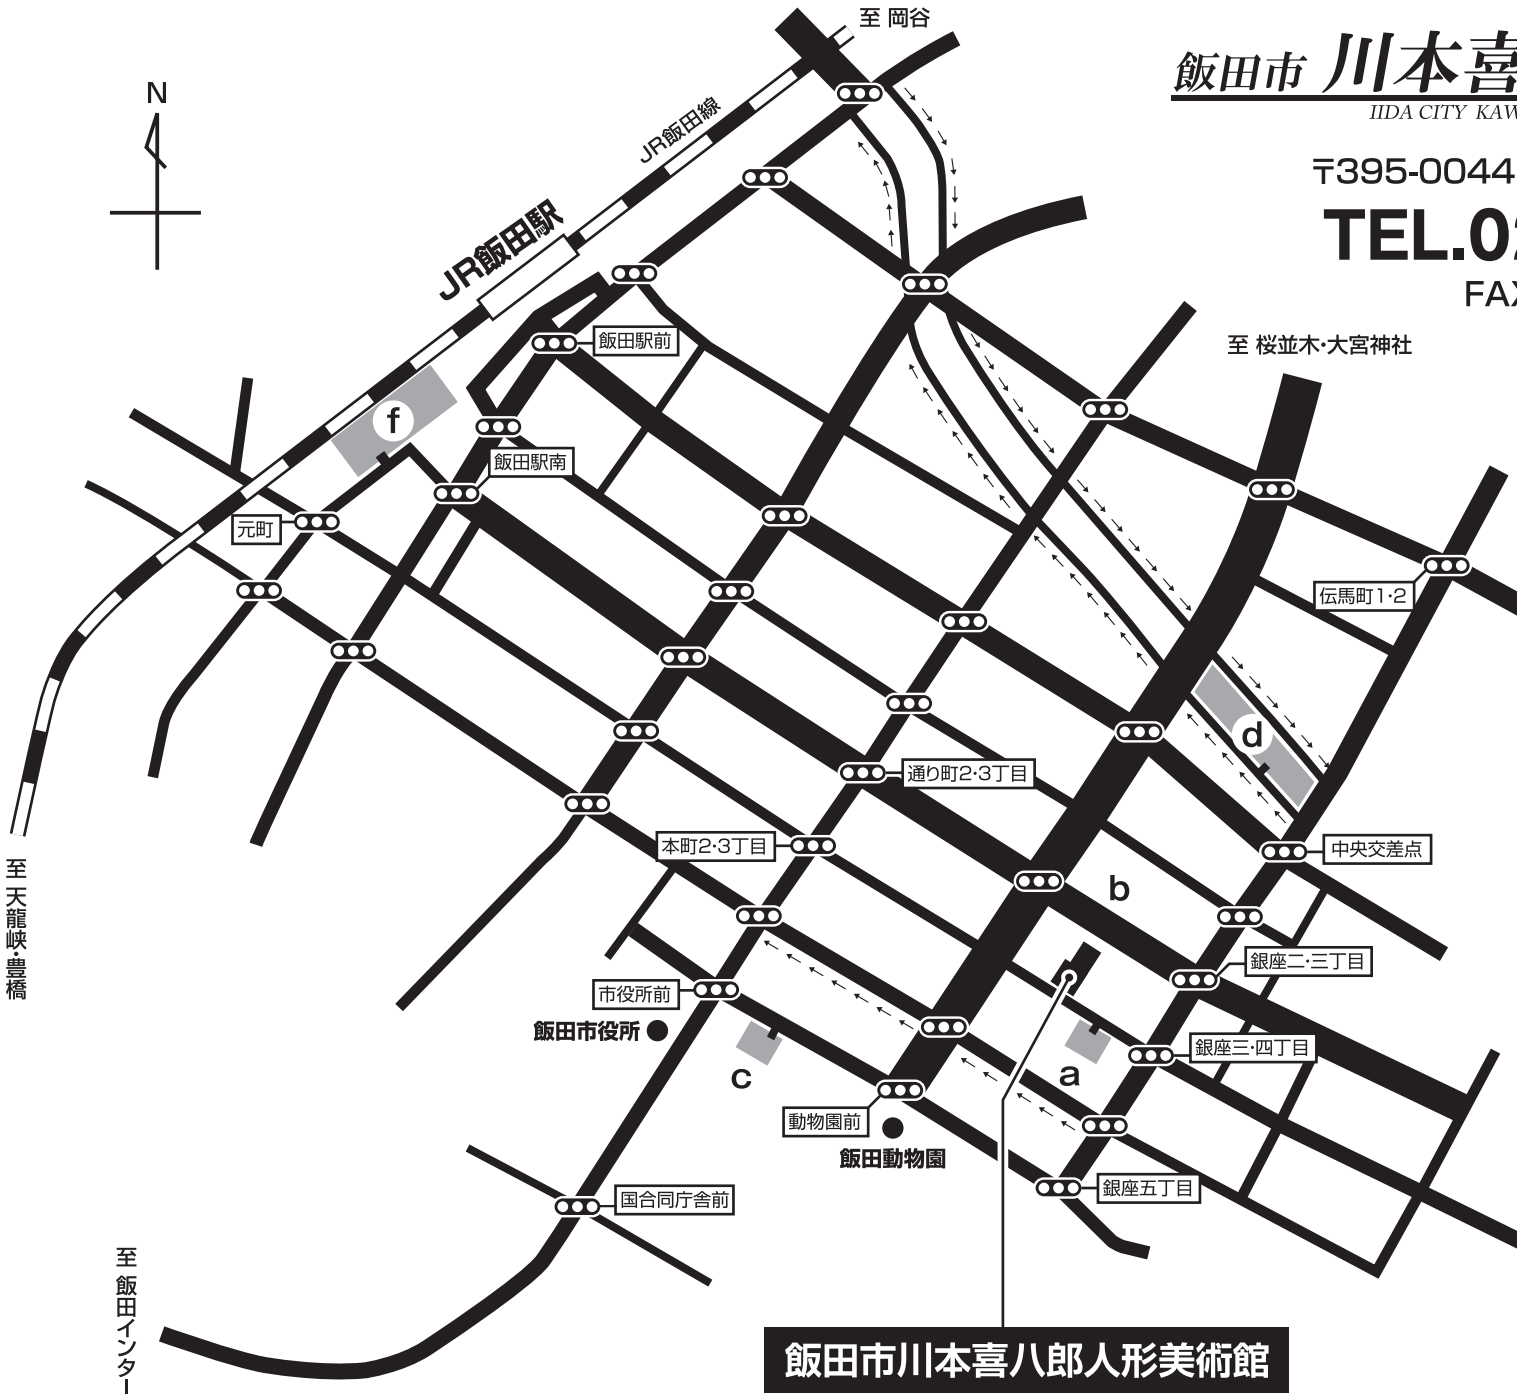 至 岡谷
飯田市 川本喜
IIDA CITY KAW
N
JR飯田線
〒395-0044
TEL.02
FAX
JR飯田駅
至 桜並木・大宮神社
飯田駅前
f
飯田駅南
元町
伝馬町1・2
d
通り町2・3丁目
本町2・3丁目
中央交差点
至 天龍峡・豊橋
b
銀座二・三丁目
市役所前
飯田市役所
銀座三・四丁目
c
a
動物園前
飯田動物園
国合同庁舎前
銀座五丁目
至 飯田インター
飯田市川本喜八郎人形美術館